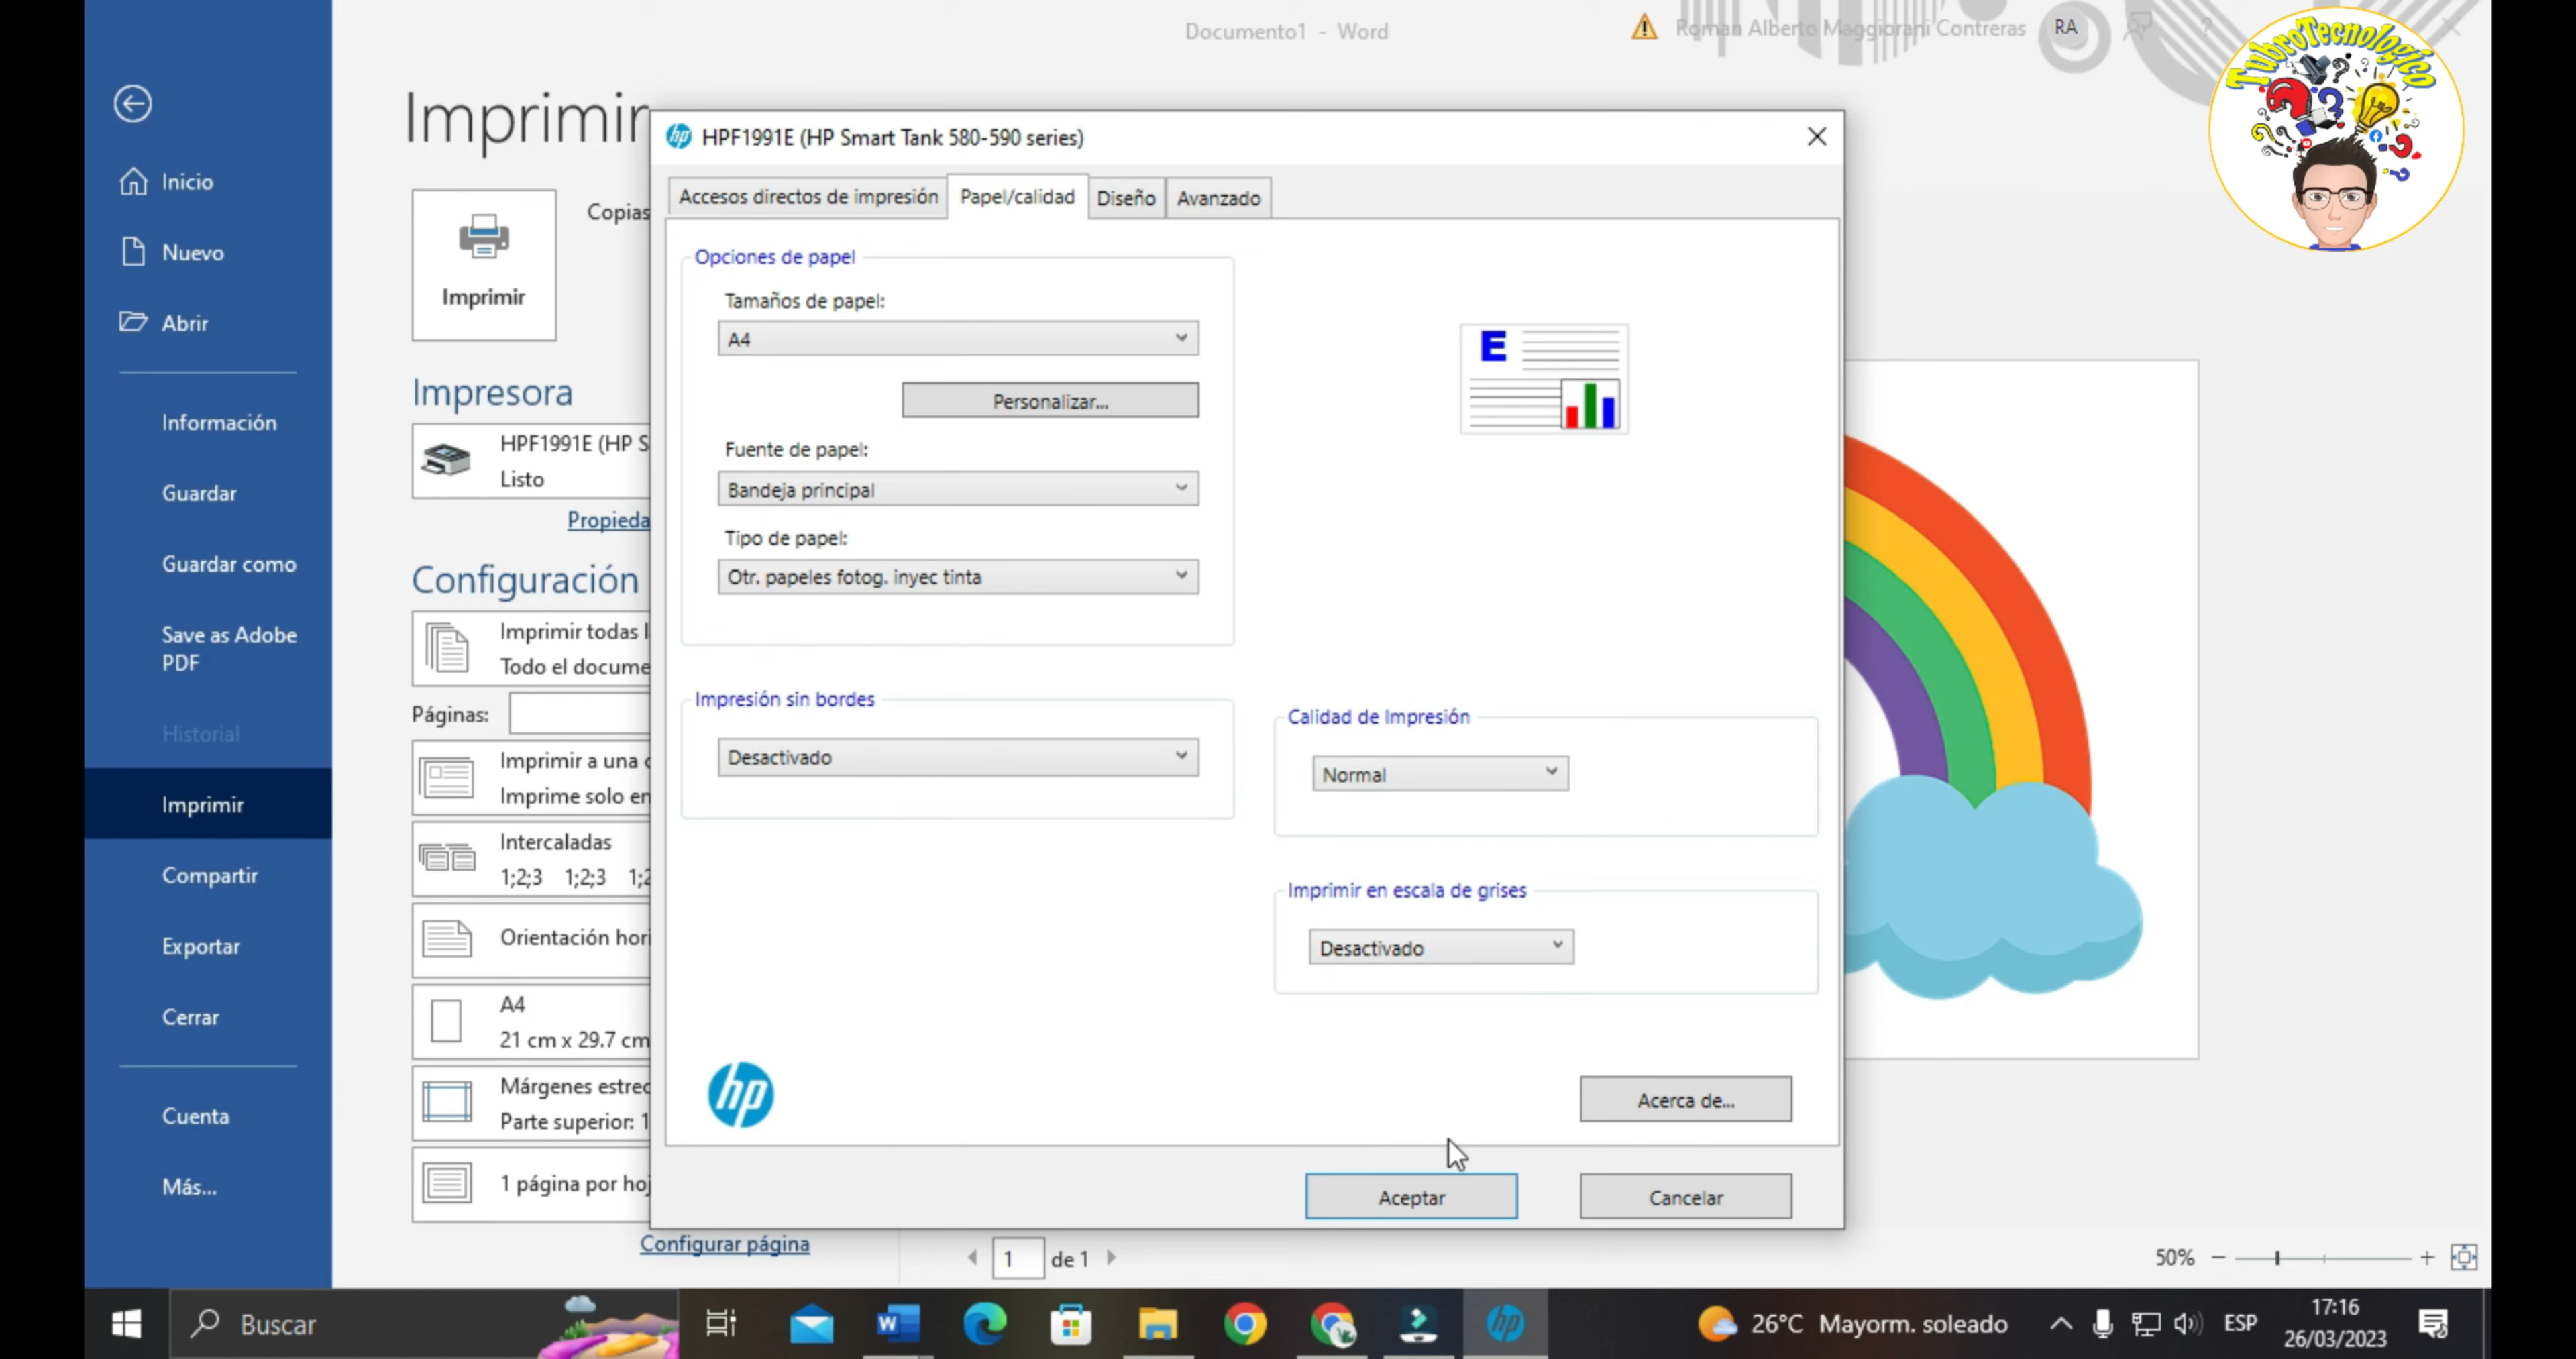 Documento1 - Word
Roman Alberto Maggiorani Contreras
RA
?
TubroTecnológico
Imprimir
Inicio
Nuevo
Abrir
Información
Guardar
Guardar como
Save as Adobe
PDF
Historial
Imprimir
Compartir
Exportar
Cerrar
Cuenta
Más...
Imprimir
Copias
Impresora
HPF1991E (HP S
Listo
Propieda
Configuración
Imprimir todas l
Todo el docume
Páginas:
Imprimir a una c
Imprime solo en
Intercaladas
1;2;3 1;2;3 1;2
Orientación hori
A4
21 cm x 29.7 cm
Márgenes estrec
Parte superior: 1
1 página por hoj
Configurar página
hp HPF1991E (HP Smart Tank 580-590 series)
Accesos directos de impresión Papel/calidad Diseño Avanzado
Opciones de papel
Tamaños de papel:
A4
Personalizar...
Fuente de papel:
Bandeja principal
Tipo de papel:
Otr. papeles fotog. inyec tinta
E
Impresión sin bordes
Desactivado
Calidad de Impresión
Normal
Imprimir en escala de grises
Desactivado
hp
Acerca de...
Aceptar Cancelar
1 de 1
50%
Buscar
W
hp
26°C Mayorm. soleado
ESP
17:16
26/03/2023